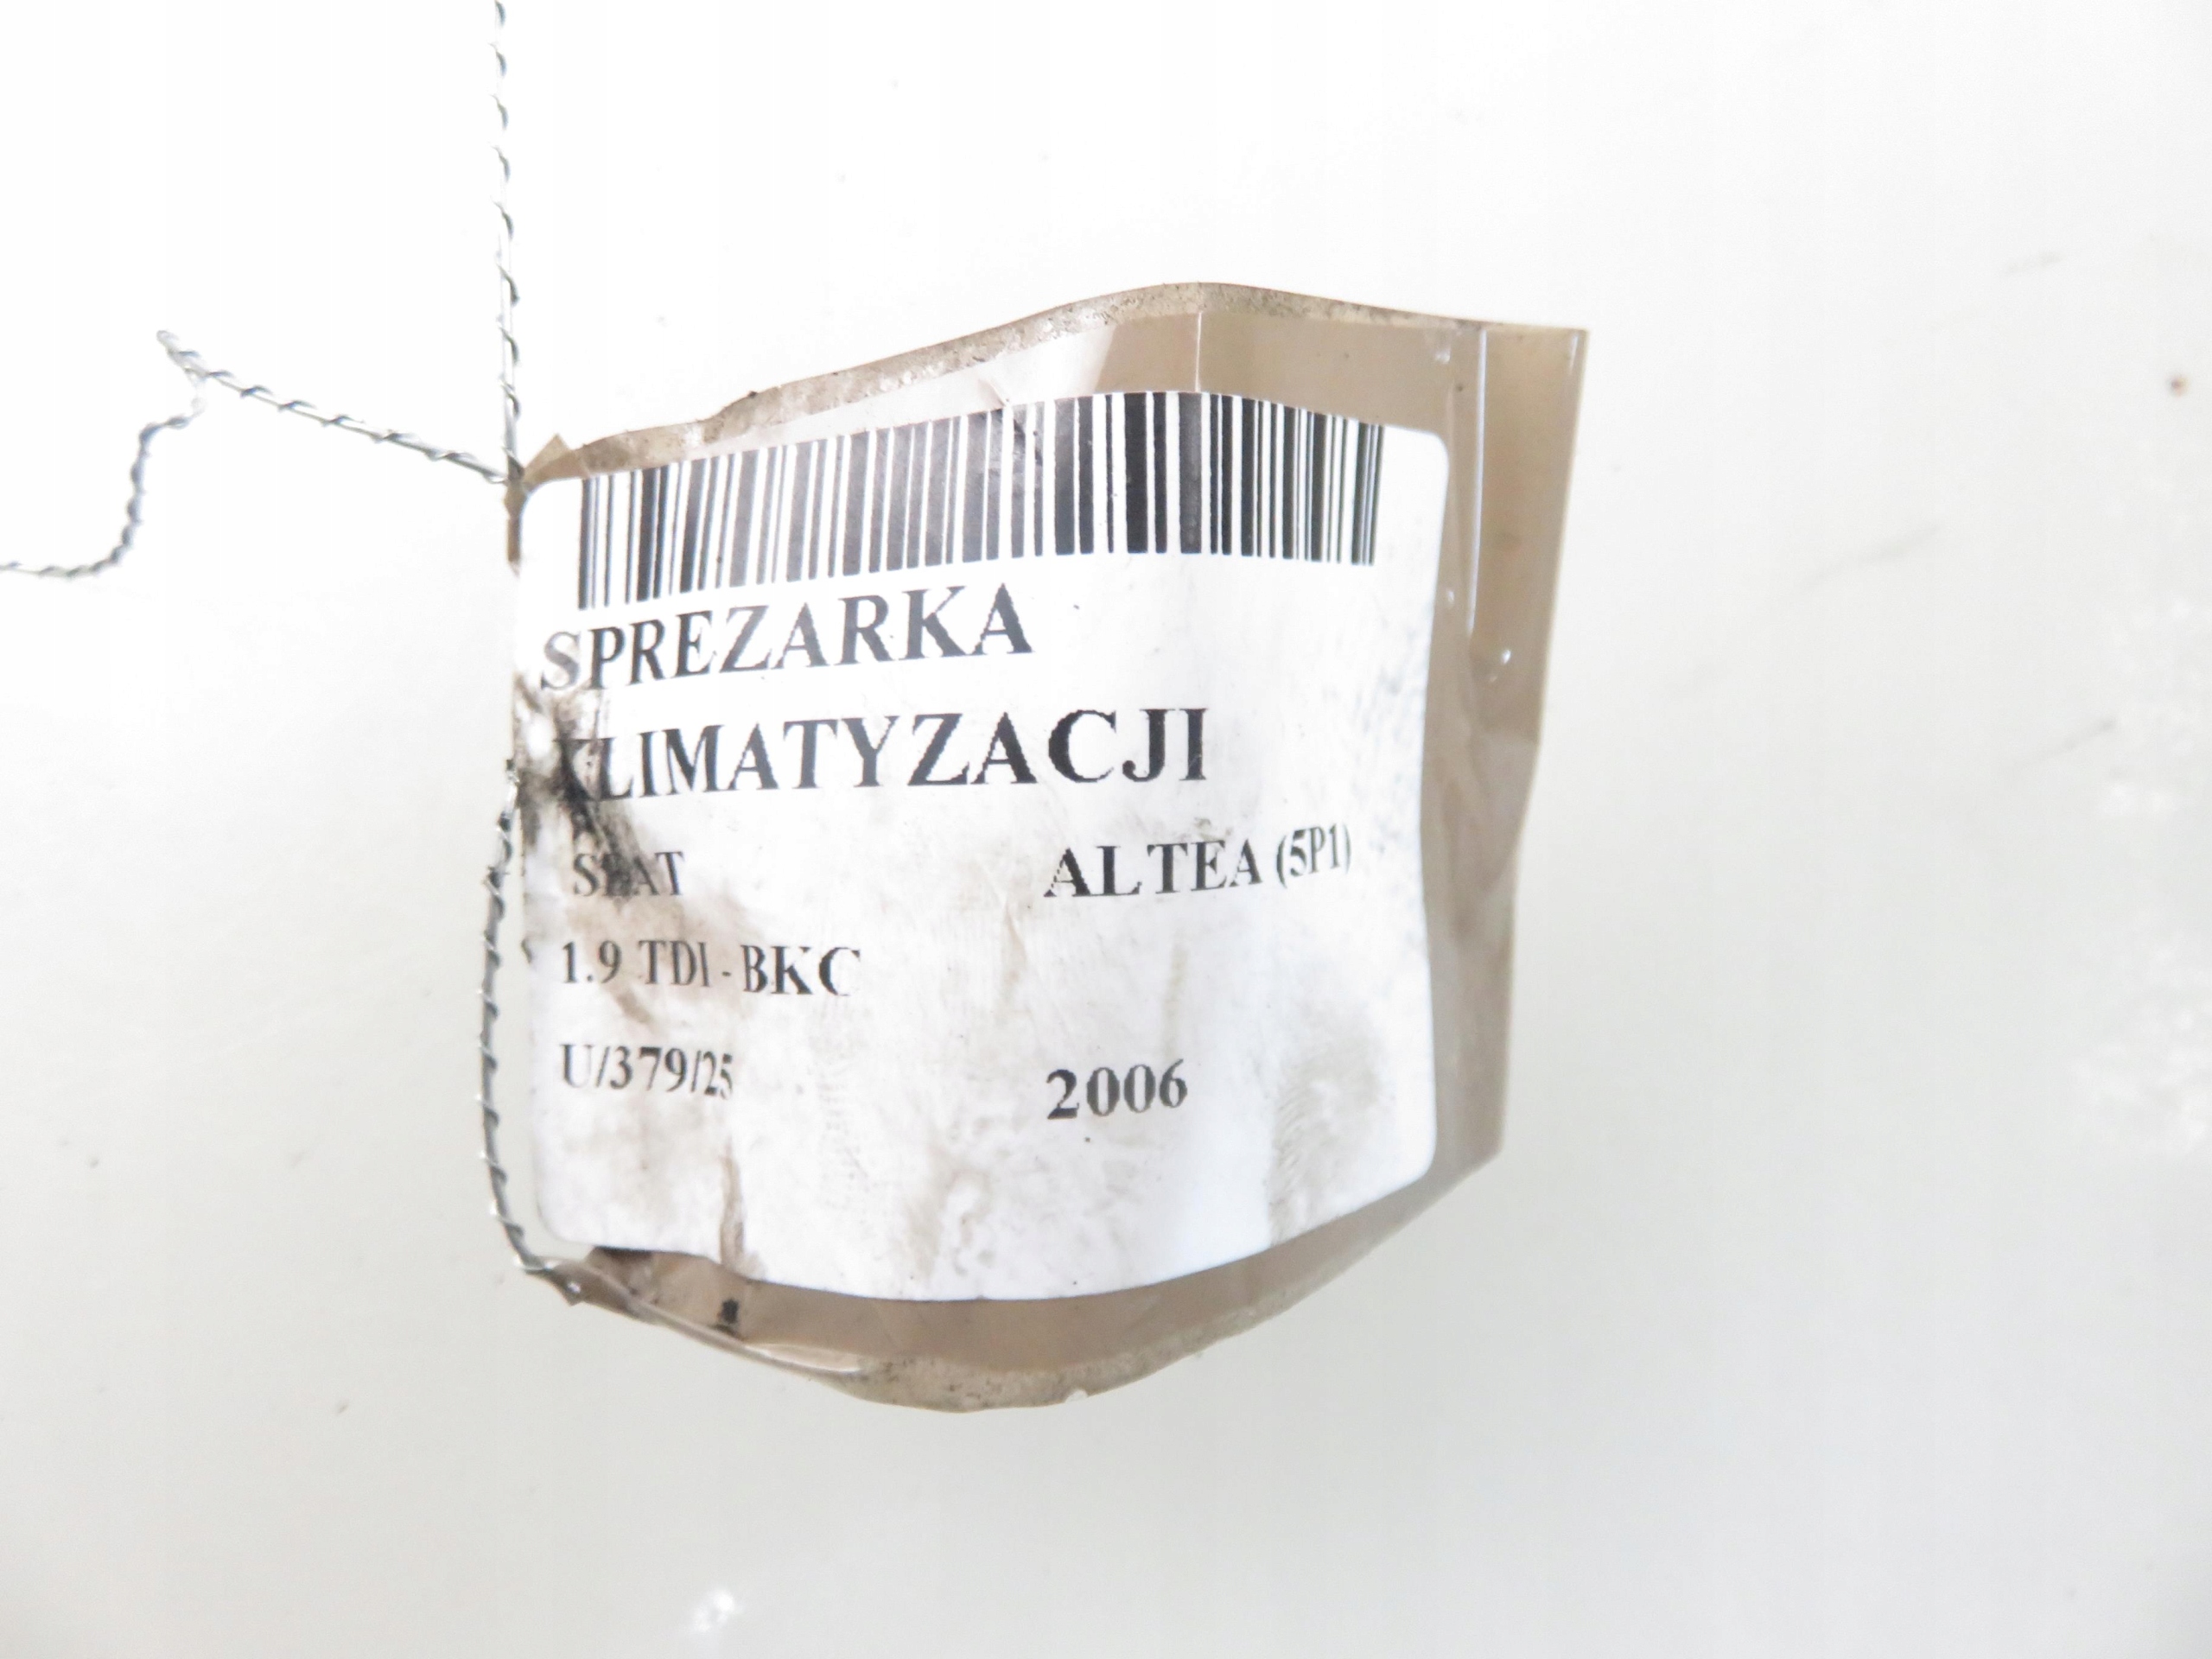 SPREZARKA
KLIMATYZACJI
SEAT ALTEA (5P1)
1.9 TDI - BKC
U/379/25 2006